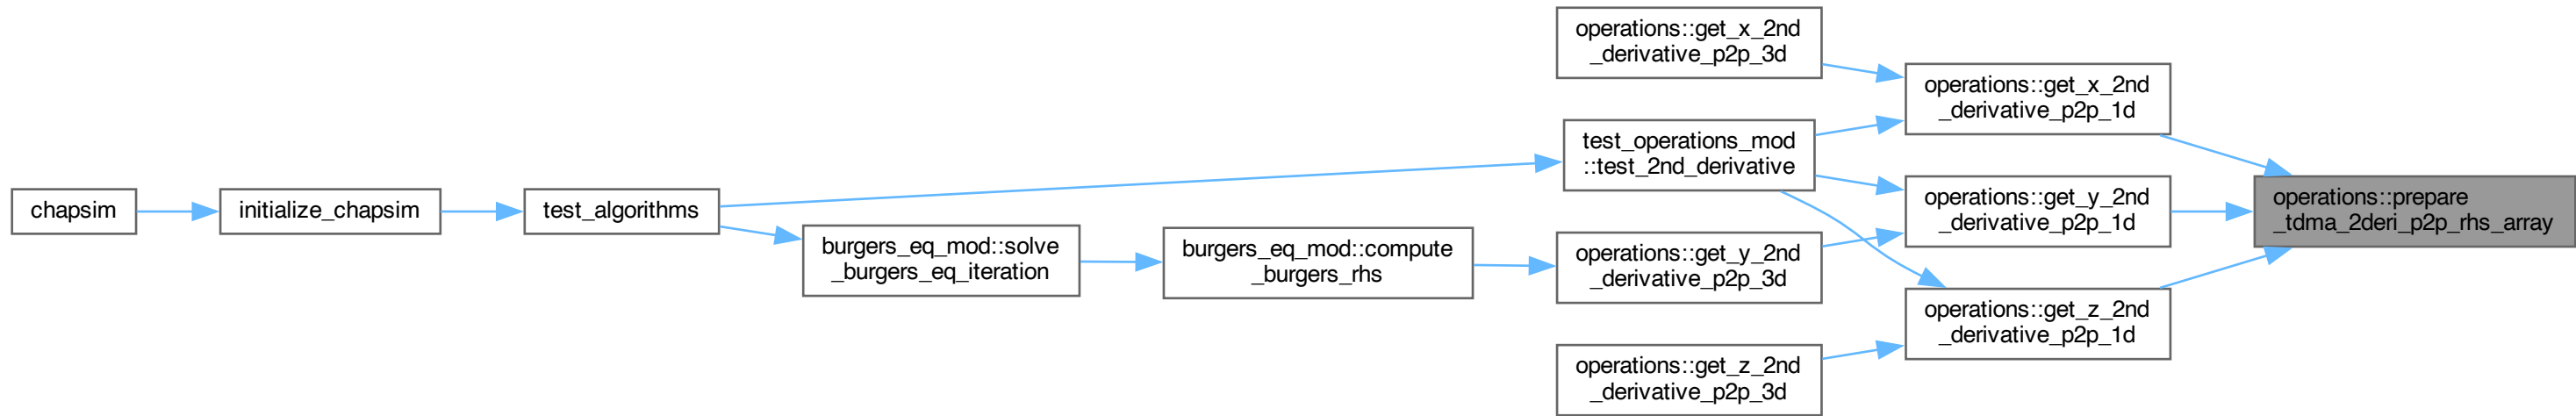 chapsim
initialize_chapsim
test_algorithms
burgers_eq_mod::solve
_burgers_eq_iteration
burgers_eq_mod::compute
_burgers_rhs
operations::get_x_2nd
_derivative_p2p_3d
test_operations_mod
::test_2nd_derivative
operations::get_y_2nd
_derivative_p2p_3d
operations::get_z_2nd
_derivative_p2p_3d
operations::get_x_2nd
_derivative_p2p_1d
operations::get_y_2nd
_derivative_p2p_1d
operations::get_z_2nd
_derivative_p2p_1d
operations::prepare
_tdma_2deri_p2p_rhs_array